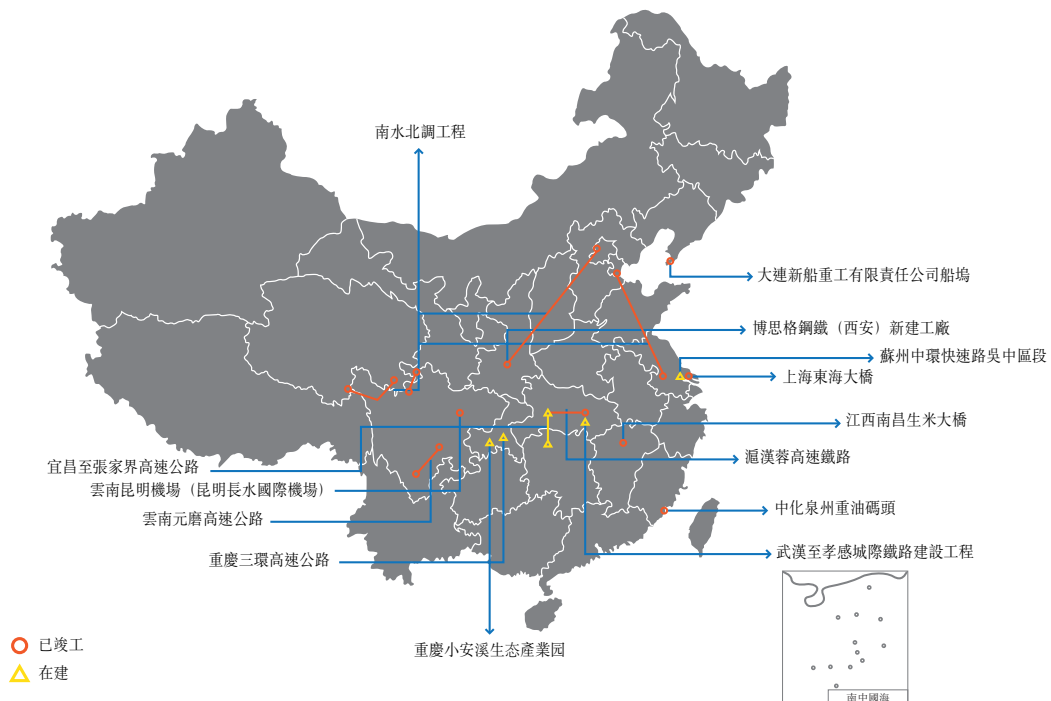 南水北調工程
大連新船重工有限責任公司船塢
博思格鋼鐵（西安）新建工廠
蘇州中環快速路吳中區段
上海東海大橋
江西南昌生米大橋
滬漢蓉高速鐵路
宜昌至張家界高速公路
雲南昆明機場（昆明長水國際機場）
中化泉州重油碼頭
雲南元磨高速公路
武漢至孝感城際鐵路建設工程
重慶三環高速公路
重慶小安溪生态產業园
已竣工
在建
南中國海